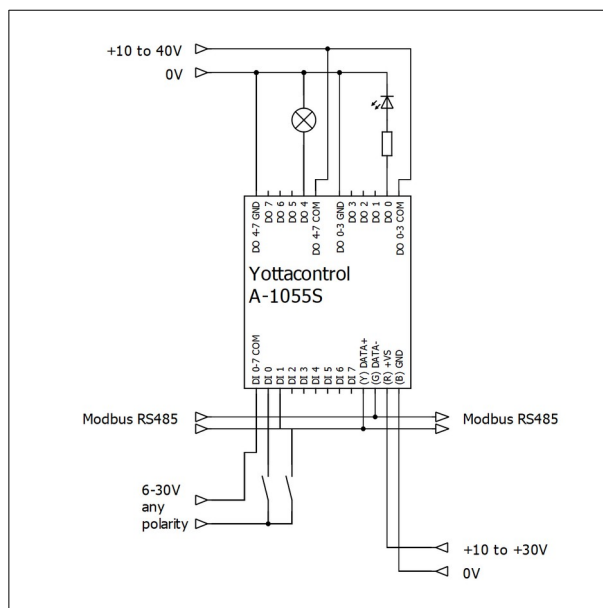 +10 to 40V
0V
DO 4-7 GND
DO 7
DO 6
DO 5
DO 4
DO 4-7 COM
DO 0-3 GND
DO 3
DO 2
DO 1
DO 0
DO 0-3 COM
Yottacontrol
A-1055S
DI 0-7 COM
DI0
DI 1
DI 2
DI 3
DI 4
DI 5
DI 6
DI 7
(Y) DATA+
(G) DATA-
(R) +VS
(B) GND
Modbus RS485
Modbus RS485
6-30V
any
polarity
+10 to +30V
0V